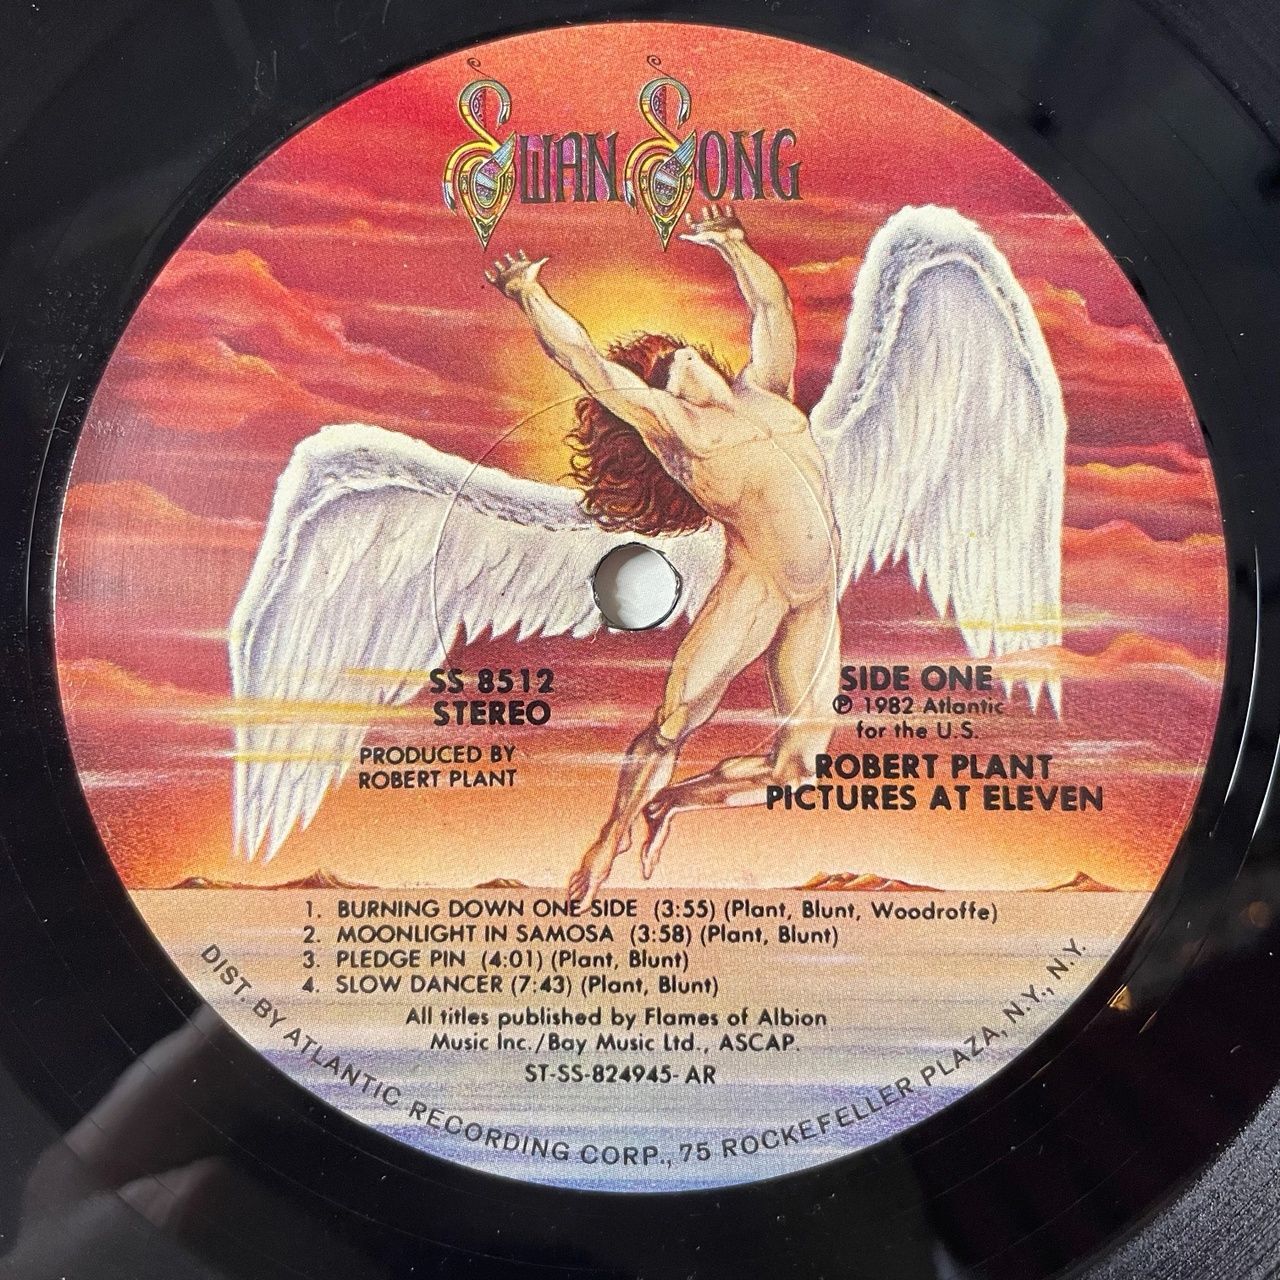 SWAN SONG
SS 8512
STEREO
PRODUCED BY
ROBERT PLANT
SIDE ONE
Ⓟ 1982 Atlantic
for the U.S.
ROBERT PLANT
PICTURES AT ELEVEN
1. BURNING DOWN ONE SIDE (3:55) (Plant, Blunt, Woodroffe)
2. MOONLIGHT IN SAMOSA (3:58) (Plant, Blunt)
3. PLEDGE PIN (4:01) (Plant, Blunt)
4. SLOW DANCER (7:43) (Plant, Blunt)
All titles published by Flames of Albion
Music Inc./Bay Music Ltd., ASCAP.
ST-SS-824945-AR
DIST. BY ATLANTIC RECORDING CORP., 75 ROCKEFELLER PLAZA, N.Y., N.Y.